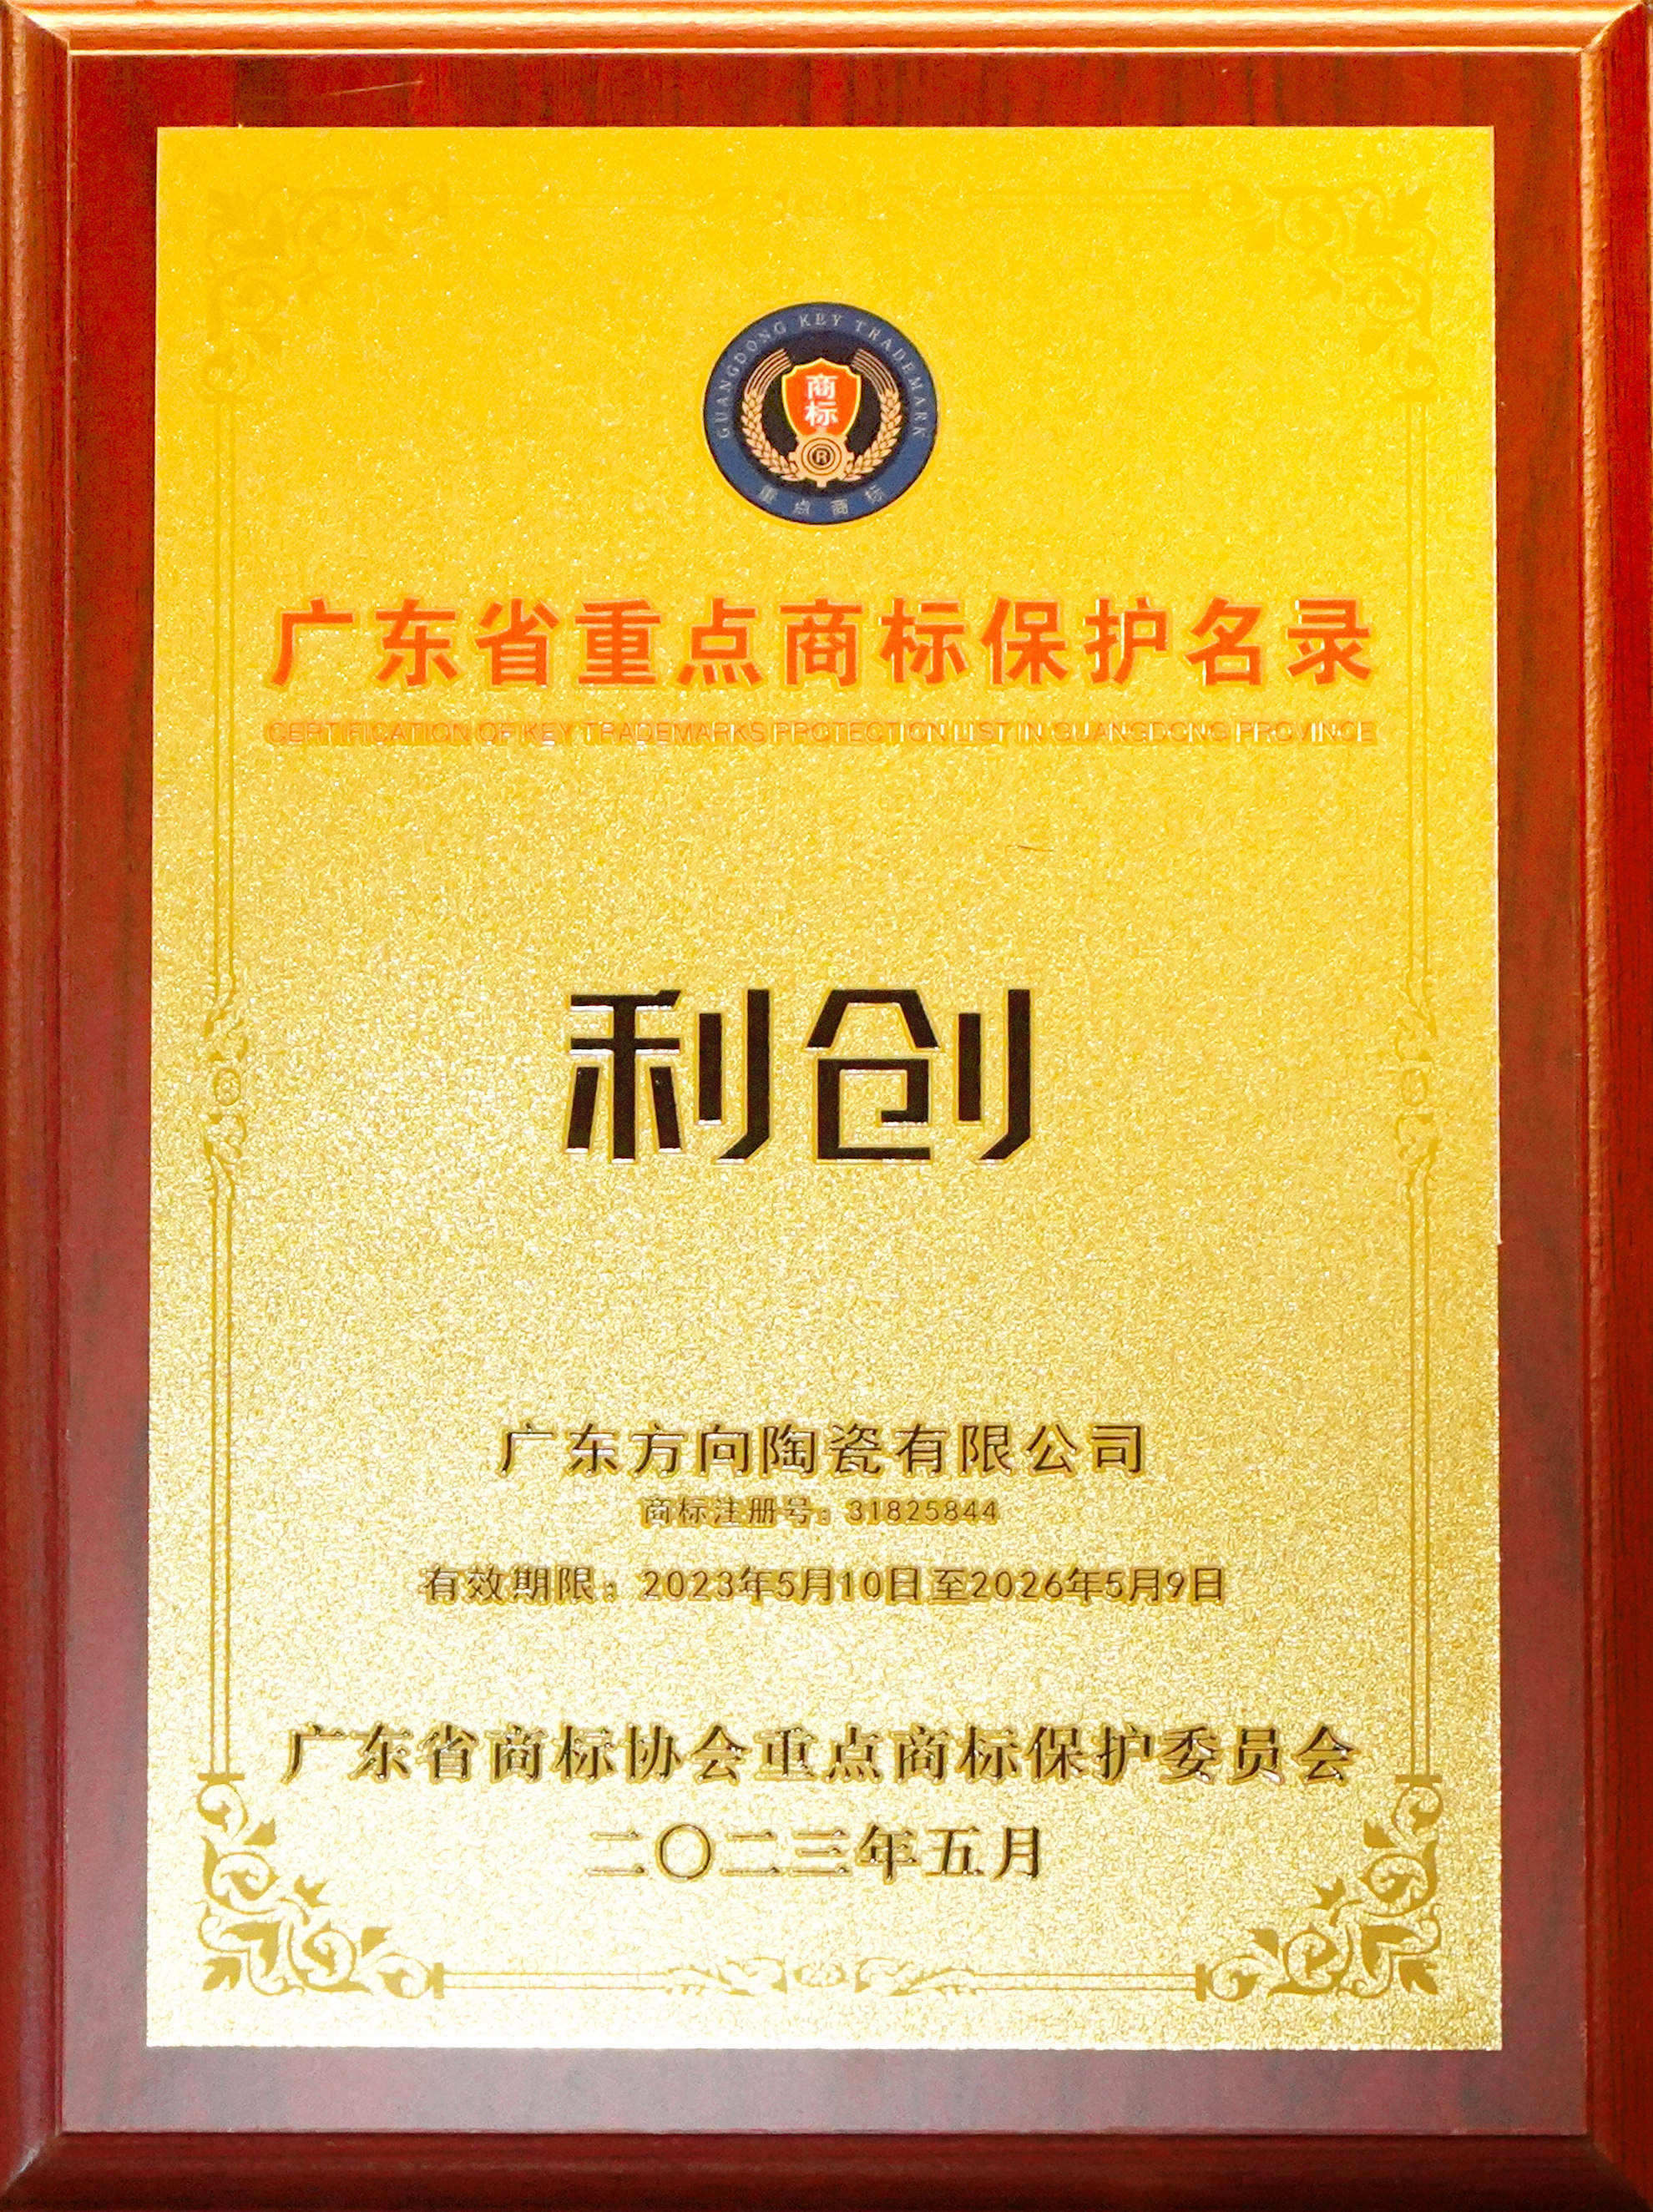 GUANGDONG KEY TRADEMARK
商
标
R
重点商标
广东省重点商标保护名录
CERTIFICATION OF KEY TRADEMARKS PROTECTION LIST IN GUANGDONG PROVINCE
利创
广东方向陶瓷有限公司
商标注册号：31825844
有效期限：2023年5月10日至2026年5月9日
广东省商标协会重点商标保护委员会
二〇二三年五月